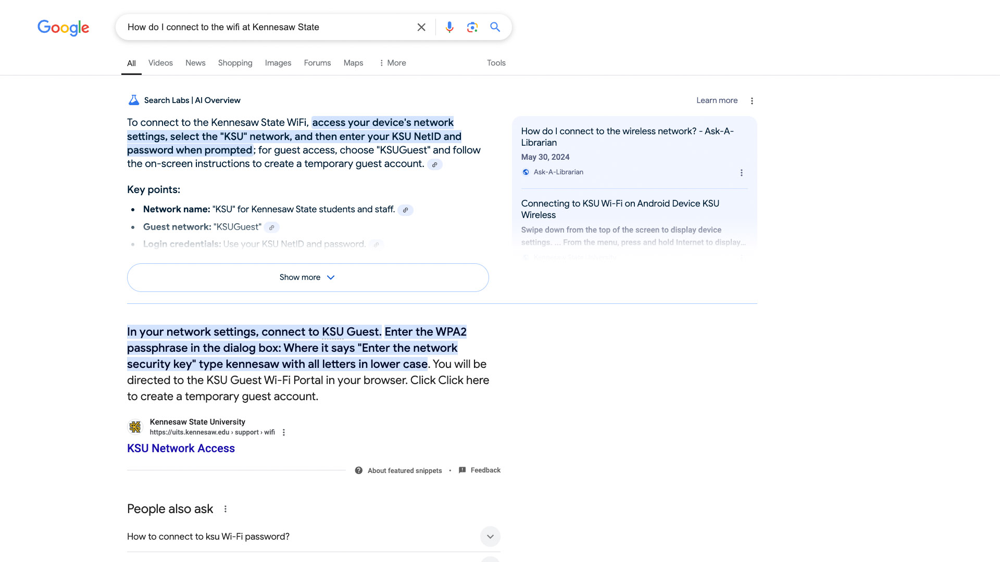 Google
How do I connect to the wifi at Kennesaw State
All Videos News Shopping Images Forums Maps More Tools
Search Labs | AI Overview
Learn more
To connect to the Kennesaw State WiFi, access your device's network
settings, select the "KSU" network, and then enter your KSU NetID and
password when prompted; for guest access, choose "KSUGuest" and follow
the on-screen instructions to create a temporary guest account.
Key points:
• Network name: "KSU" for Kennesaw State students and staff.
• Guest network: "KSUGuest"
• Login credentials: Use your KSU NetID and password.
Show more
How do I connect to the wireless network? - Ask-A-
Librarian
May 30, 2024
Ask-A-Librarian
Connecting to KSU Wi-Fi on Android Device KSU
Wireless
Swipe down from the top of the screen to display device
settings. ... From the menu, press and hold Internet to display...
Kennesaw State University
In your network settings, connect to KSU Guest. Enter the WPA2
passphrase in the dialog box: Where it says "Enter the network
security key" type kennesaw with all letters in lower case. You will be
directed to the KSU Guest Wi-Fi Portal in your browser. Click Click here
to create a temporary guest account.
Kennesaw State University
https://uits.kennesaw.edu › support › wifi
KSU Network Access
About featured snippets • Feedback
People also ask
How to connect to ksu Wi-Fi password?